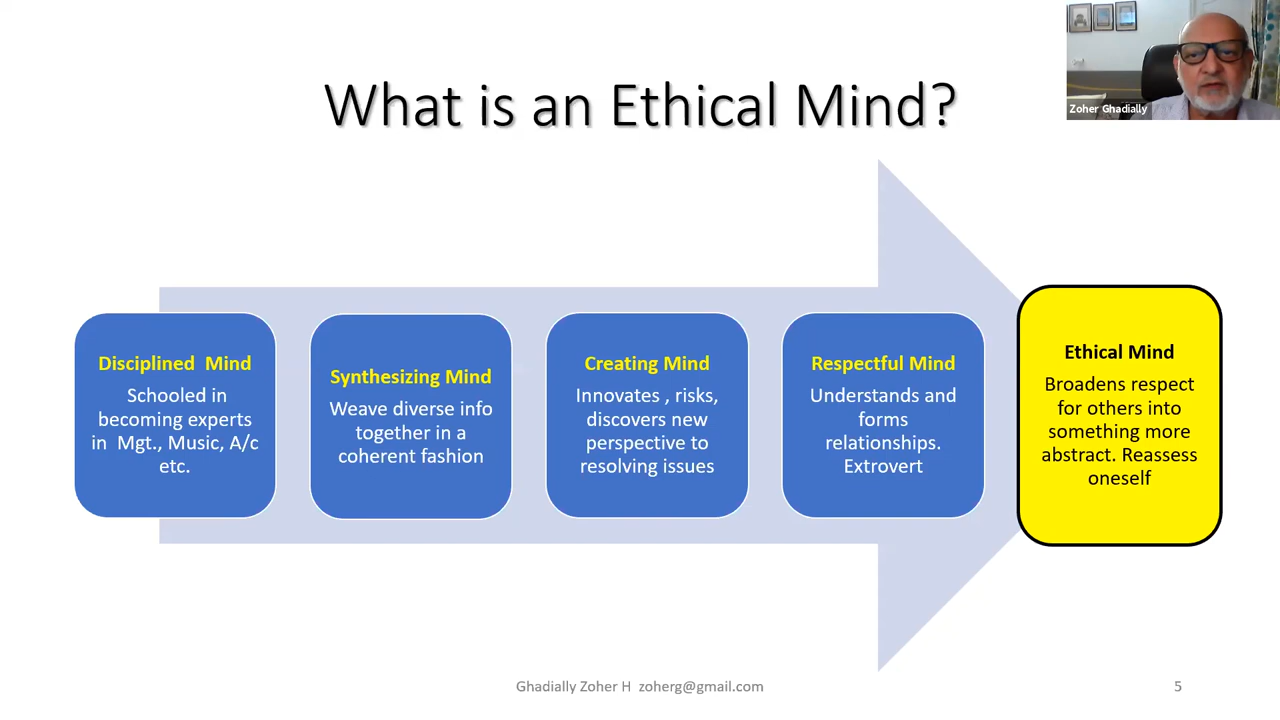 What is an Ethical Mind?
Zoher Ghadially
Disciplined Mind
Schooled in
becoming experts
in Mgt., Music, A/c
etc.
Synthesizing Mind
Weave diverse info
together in a
coherent fashion
Creating Mind
Innovates , risks,
discovers new
perspective to
resolving issues
Respectful Mind
Understands and
forms
relationships.
Extrovert
Ethical Mind
Broadens respect
for others into
something more
abstract. Reassess
oneself
Ghadially Zoher H zoherg@gmail.com
5